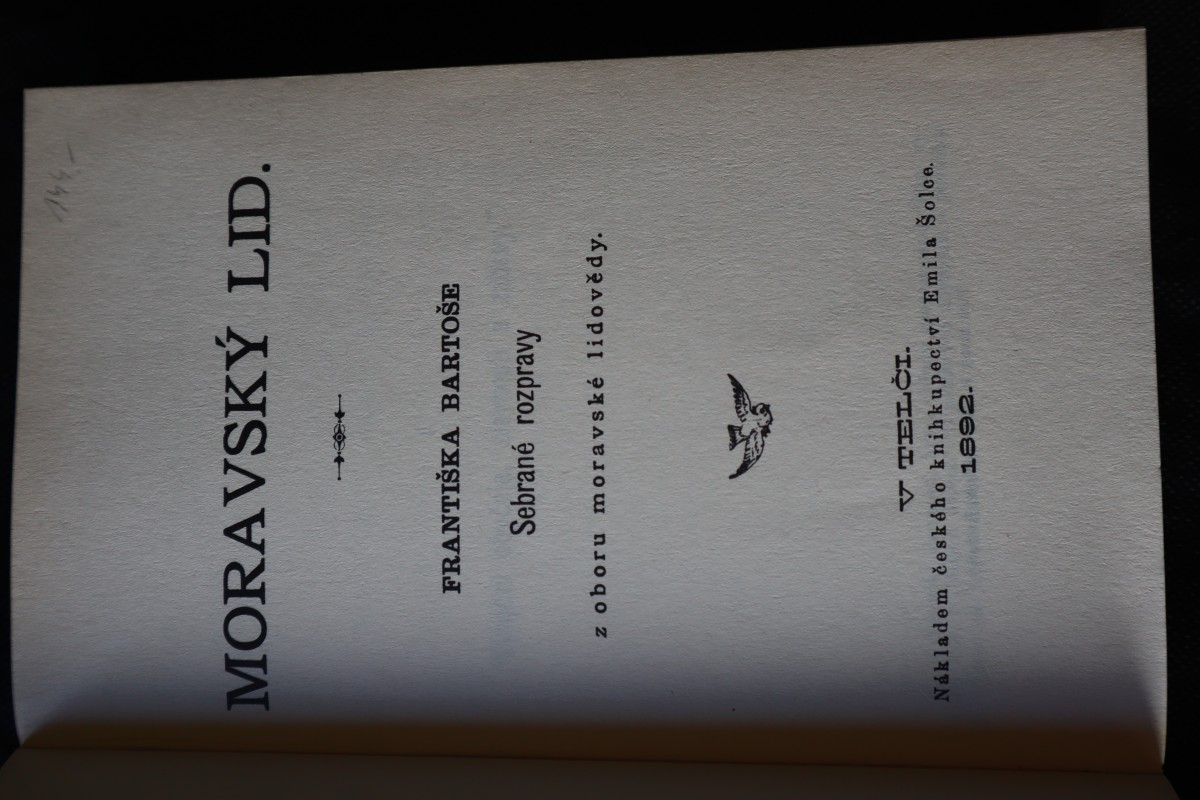 144,-
MORAVSKÝ LID.
FRANTIŠKA BARTOŠE
Sebrané rozpravy
z oboru moravské lidovědy.
V TELČI.
Nákladem českého knihkupectví Emila Šolce.
1892.